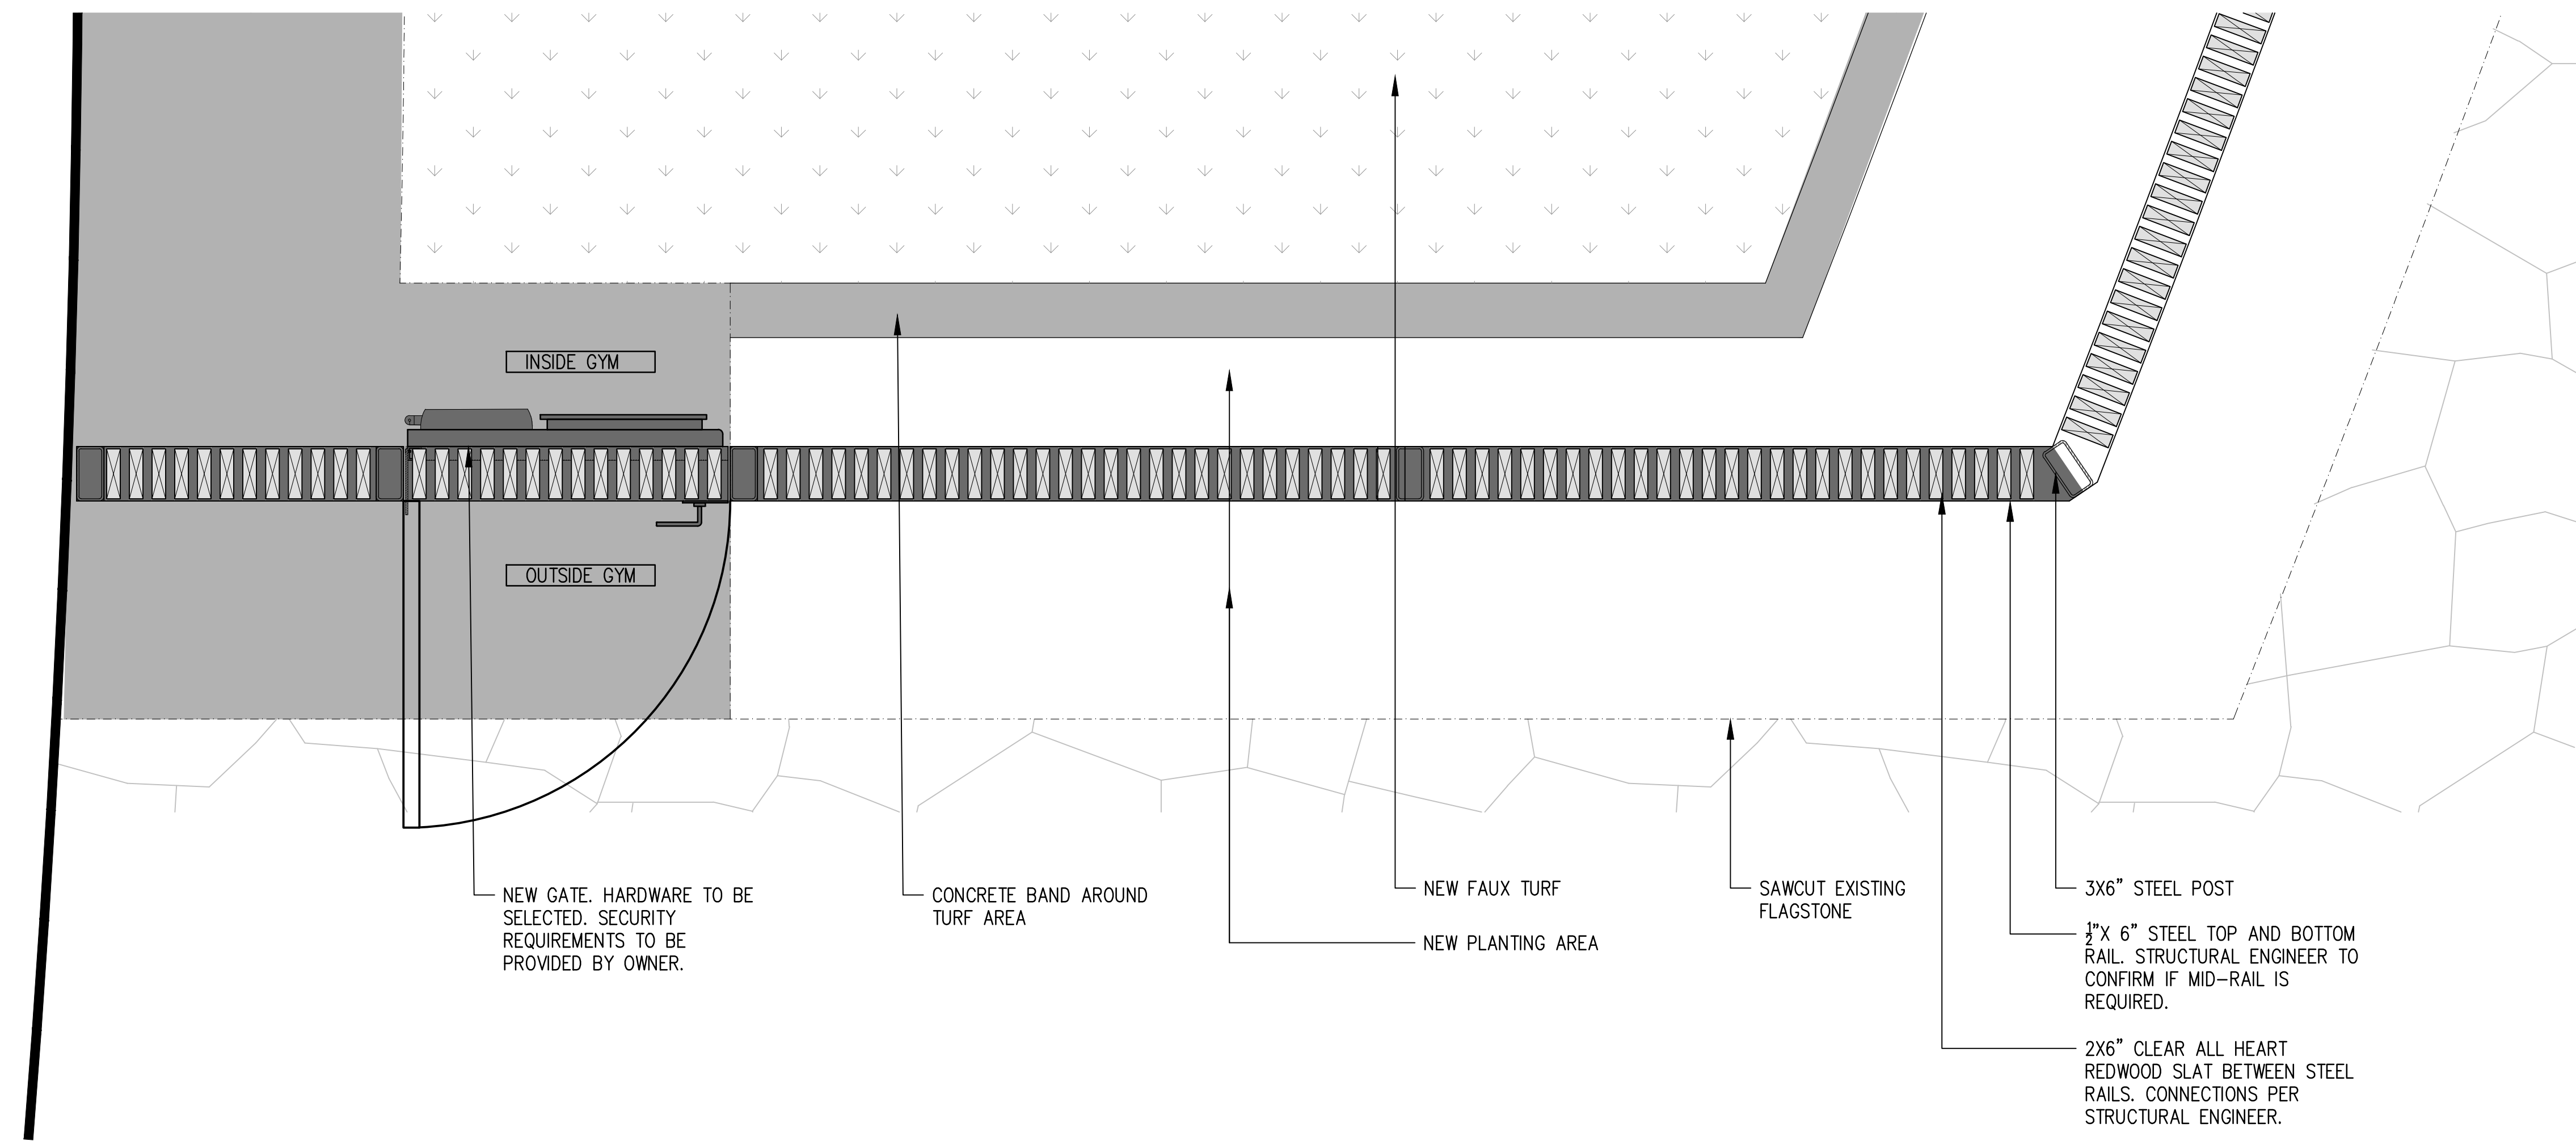 INSIDE GYM
OUTSIDE GYM
NEW GATE. HARDWARE TO BE
SELECTED. SECURITY
REQUIREMENTS TO BE
PROVIDED BY OWNER.
CONCRETE BAND AROUND
TURF AREA
NEW FAUX TURF
NEW PLANTING AREA
SAWCUT EXISTING
FLAGSTONE
3X6" STEEL POST
½"X 6" STEEL TOP AND BOTTOM
RAIL. STRUCTURAL ENGINEER TO
CONFIRM IF MID-RAIL IS
REQUIRED.
2X6" CLEAR ALL HEART
REDWOOD SLAT BETWEEN STEEL
RAILS. CONNECTIONS PER
STRUCTURAL ENGINEER.